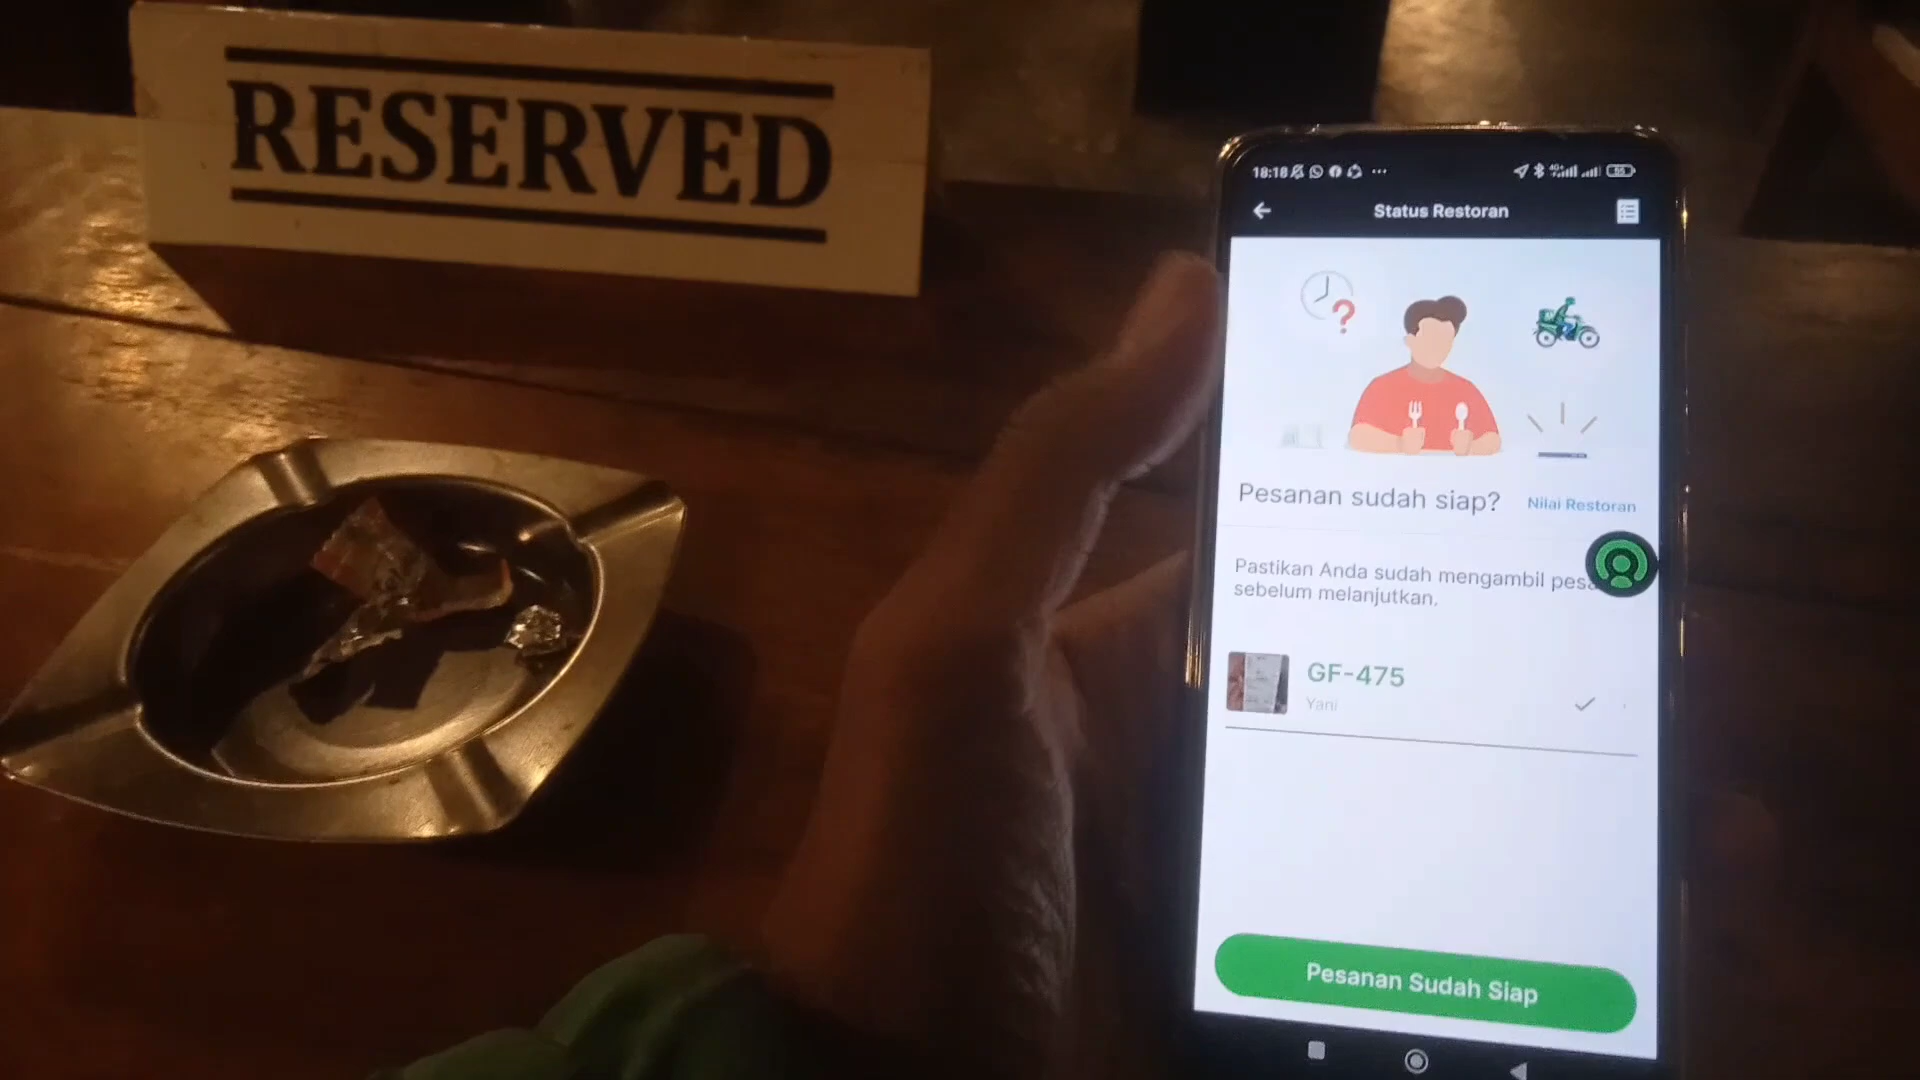 RESERVED
18:18
Status Restoran
Pesanan sudah siap?
Nilai Restoran
Pastikan Anda sudah mengambil pesa
sebelum melanjutkan.
GF-475
Yani
Pesanan Sudah Siap